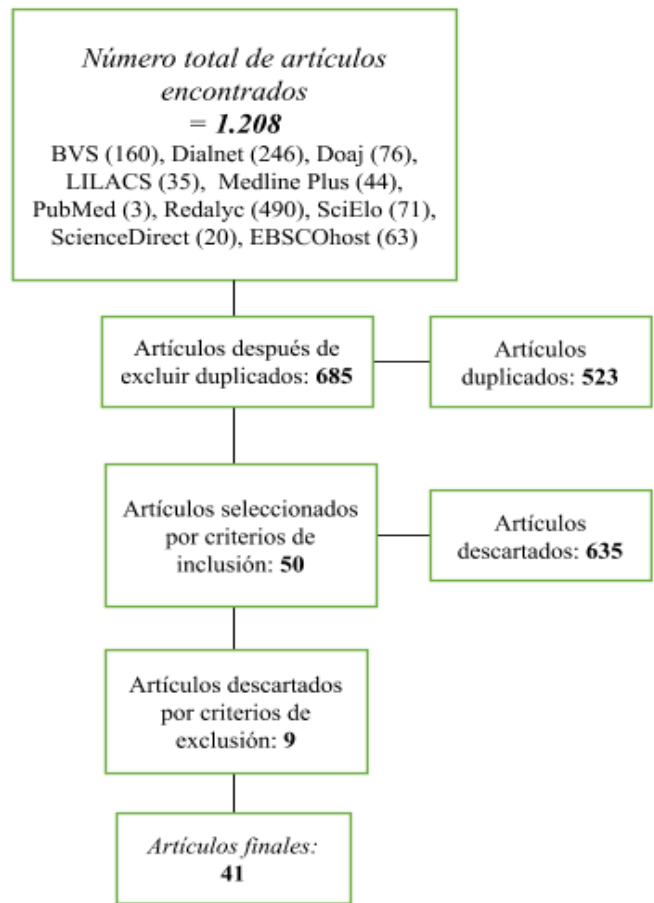 Número total de artículos
encontrados
= 1.208
BVS (160), Dialnet (246), Doaj (76),
LILACS (35), Medline Plus (44),
PubMed (3), Redalyc (490), SciElo (71),
ScienceDirect (20), EBSCOhost (63)
Artículos después de
excluir duplicados: 685
Artículos
duplicados: 523
Artículos seleccionados
por criterios de
inclusión: 50
Artículos
descartados: 635
Artículos descartados
por criterios de
exclusión: 9
Artículos finales:
41